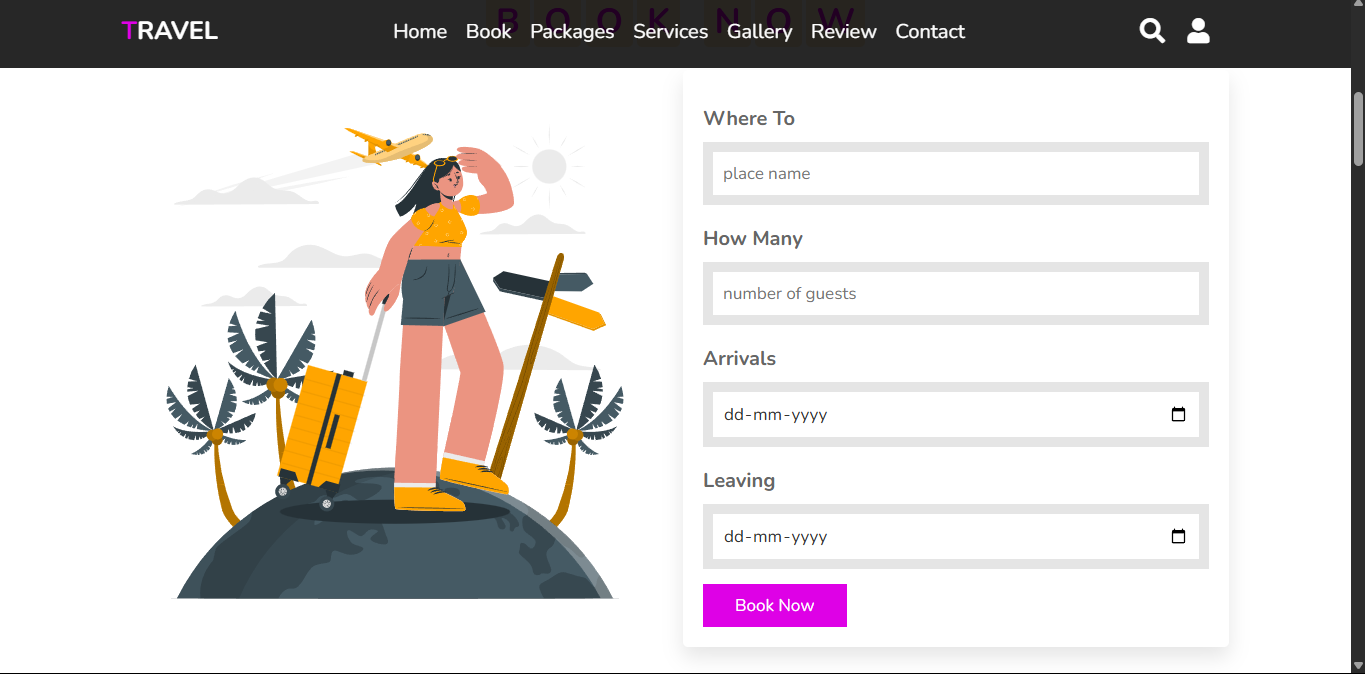 BOOK NOW
TRAVEL Home Book Packages Services Gallery Review Contact
Where To
place name
How Many
number of guests
Arrivals
dd-mm-yyyy
Leaving
dd-mm-yyyy
Book Now